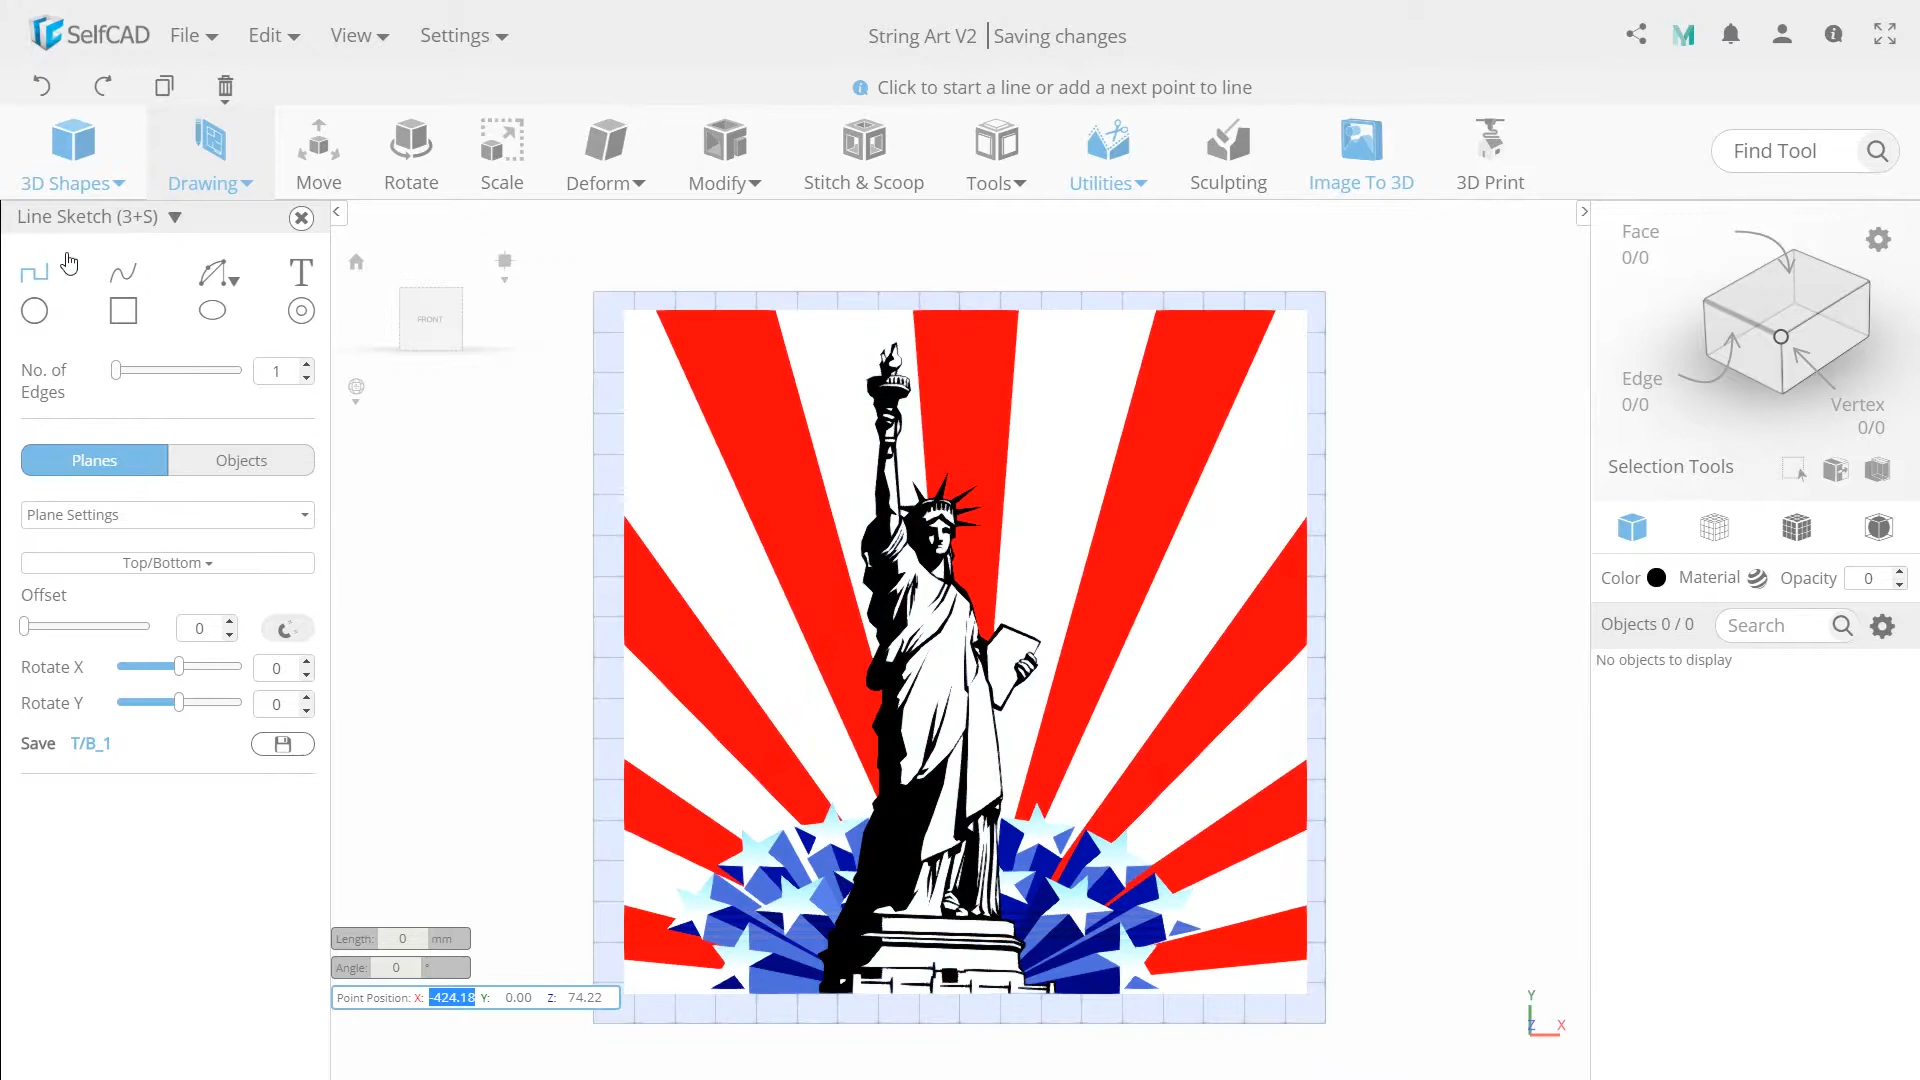 SelfCAD File Edit View Settings String Art V2 Saving changes
Click to start a line or add a next point to line
3D Shapes Drawing Move Rotate Scale Deform Modify Stitch & Scoop Tools Utilities Sculpting Image To 3D 3D Print Find Tool
Line Sketch (3+S)
T
No. of Edges 1
Planes Objects
Plane Settings
Top/Bottom
Offset
0
Rotate X 0
Rotate Y 0
Save T/B_1
FRONT
Length: 0 mm
Angle: 0 °
Point Position: X: -424.18 Y: 0.00 Z: 74.22
Y
Z X
Face
0/0
Edge
0/0
Vertex
0/0
Selection Tools
Color Material Opacity 0
Objects 0 / 0 Search
No objects to display